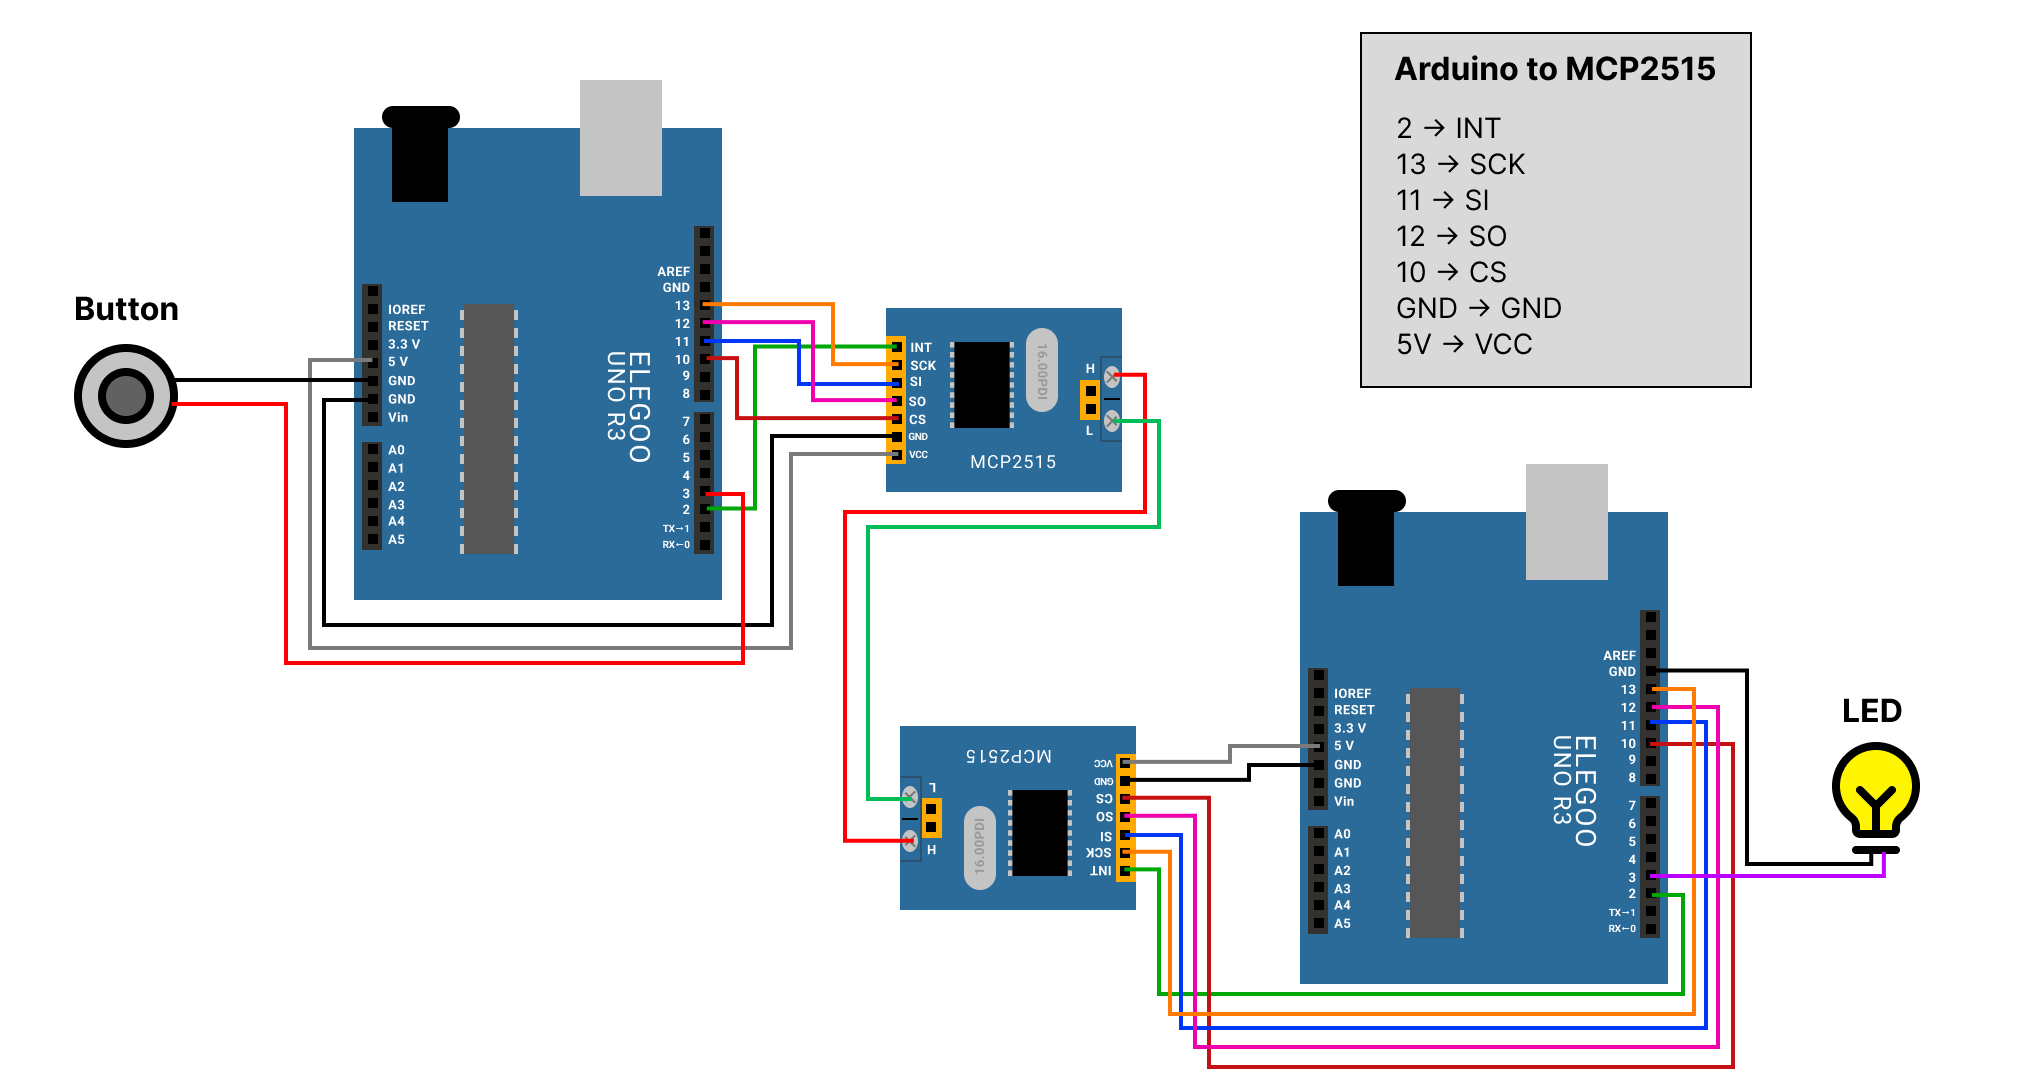 Arduino to MCP2515
2 → INT
13 → SCK
11 → SI
12 → SO
10 → CS
GND → GND
5V → VCC
Button
IOREF
RESET
3.3 V
5 V
GND
GND
Vin
A0
A1
A2
A3
A4
A5
ELEGOO
UNO R3
AREF
GND
13
12
11
10
9
8
7
6
5
4
3
2
TX→1
RX←0
INT
SCK
SI
SO
CS
GND
VCC
16.00PDI
H
L
MCP2515
MCP2515
L
H
16.00PDI
VCC
GND
CS
SO
SI
SCK
INT
IOREF
RESET
3.3 V
5 V
GND
GND
Vin
A0
A1
A2
A3
A4
A5
ELEGOO
UNO R3
AREF
GND
13
12
11
10
9
8
7
6
5
4
3
2
TX→1
RX←0
LED